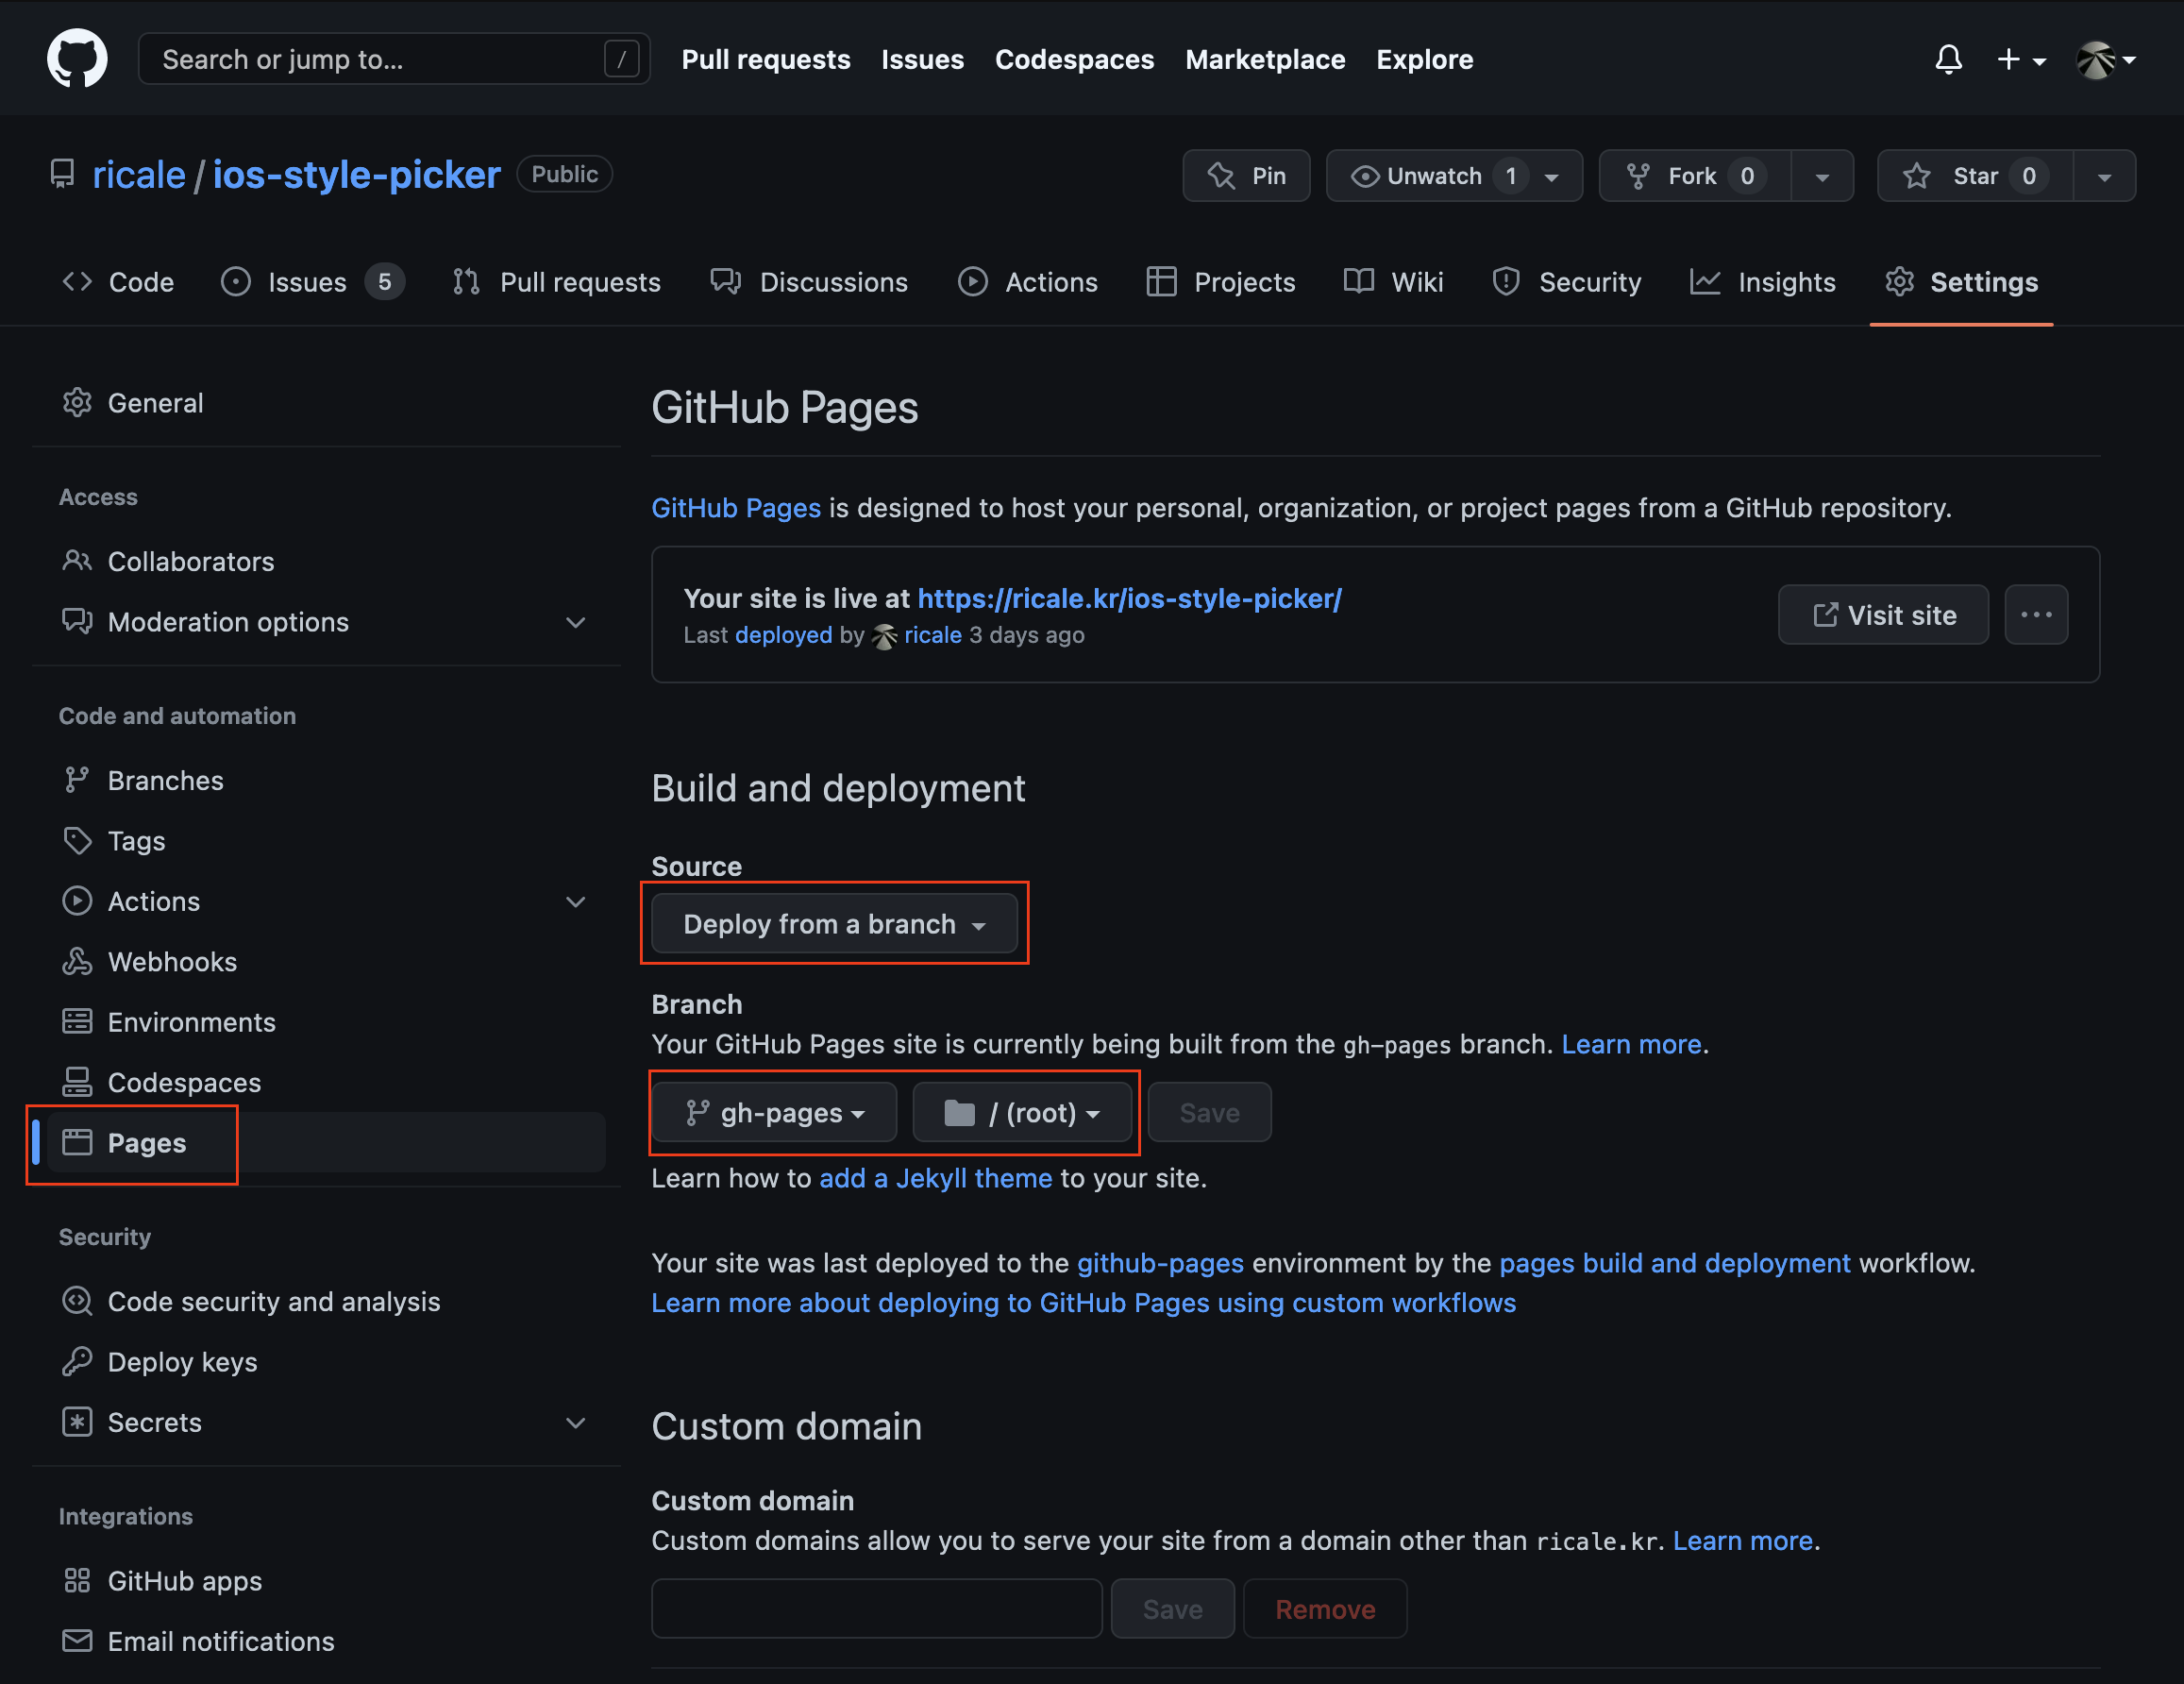 Search or jump to... / Pull requests Issues Codespaces Marketplace Explore
ricale / ios-style-picker Public Pin Unwatch 1 Fork 0 Star 0
Code Issues 5 Pull requests Discussions Actions Projects Wiki Security Insights Settings
General
Access
Collaborators
Moderation options
Code and automation
Branches
Tags
Actions
Webhooks
Environments
Codespaces
Pages
Security
Code security and analysis
Deploy keys
Secrets
Integrations
GitHub apps
Email notifications
GitHub Pages
GitHub Pages is designed to host your personal, organization, or project pages from a GitHub repository.
Your site is live at https://ricale.kr/ios-style-picker/
Last deployed by ricale 3 days ago
Visit site
Build and deployment
Source
Deploy from a branch
Branch
Your GitHub Pages site is currently being built from the gh-pages branch. Learn more.
gh-pages / (root) Save
Learn how to add a Jekyll theme to your site.
Your site was last deployed to the github-pages environment by the pages build and deployment workflow.
Learn more about deploying to GitHub Pages using custom workflows
Custom domain
Custom domain
Custom domains allow you to serve your site from a domain other than ricale.kr. Learn more.
Save Remove